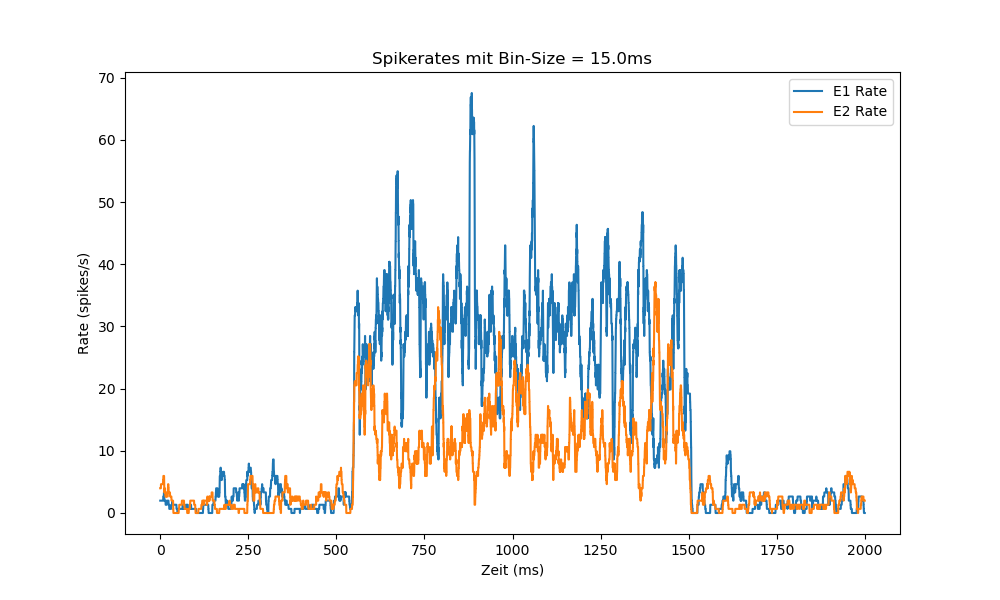 Spikerates mit Bin-Size = 15.0ms
E1 Rate
E2 Rate
70
60
50
40
30
20
10
0
Rate (spikes/s)
0 250 500 750 1000 1250 1500 1750 2000
Zeit (ms)